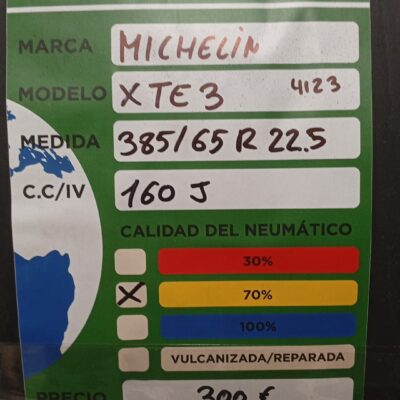 MARCA MICHELIN
MODELO XTE3 4123
MEDIDA 385/65 R 22.5
C.C/IV 160 J
CALIDAD DEL NEUMÁTICO
30%
X 70%
100%
VULCANIZADA/REPARADA
PRECIO 300 €